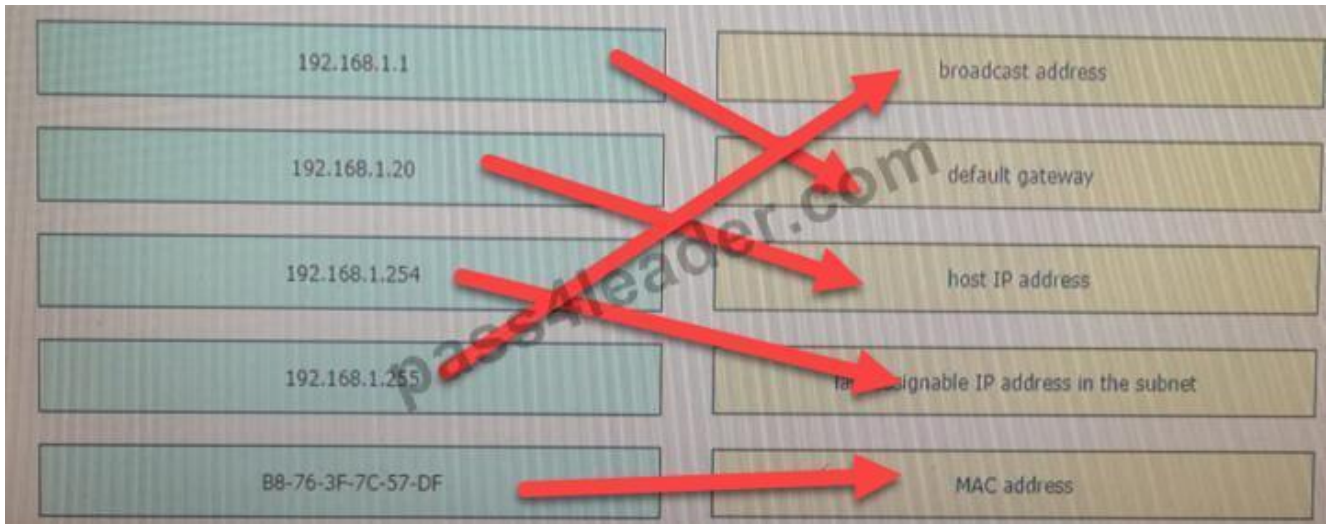 192.168.1.1
broadcast address
192.168.1.20
default gateway
192.168.1.254
host IP address
192.168.1.255
assignable IP address in the subnet
B8-76-3F-7C-57-DF
MAC address
pass4leader.com